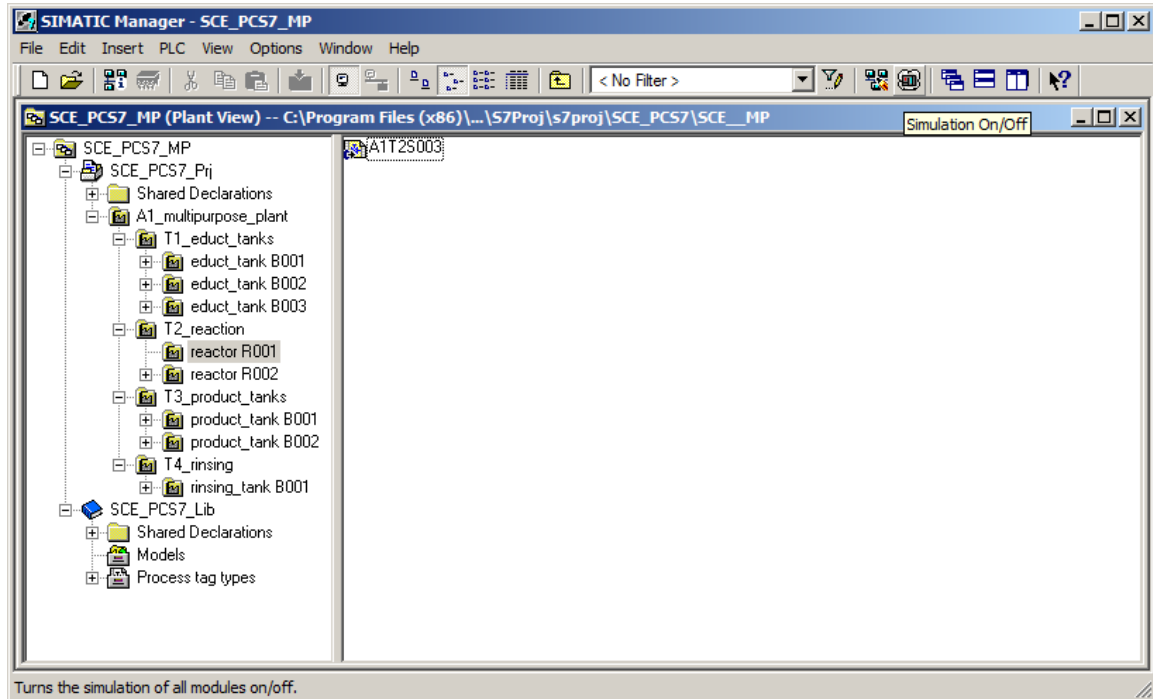 SIMATIC Manager - SCE_PCS7_MP
File Edit Insert PLC View Options Window Help
< No Filter >
SCE_PCS7_MP (Plant View) -- C:\Program Files (x86)\...\S7Proj\s7proj\SCE_PCS7\SCE__MP
Simulation On/Off
SCE_PCS7_MP
SCE_PCS7_Prj
Shared Declarations
A1_multipurpose_plant
T1_educt_tanks
educt_tank B001
educt_tank B002
educt_tank B003
T2_reaction
reactor R001
reactor R002
T3_product_tanks
product_tank B001
product_tank B002
T4_rinsing
rinsing_tank B001
SCE_PCS7_Lib
Shared Declarations
Models
Process tag types
A1T2S003
Turns the simulation of all modules on/off.